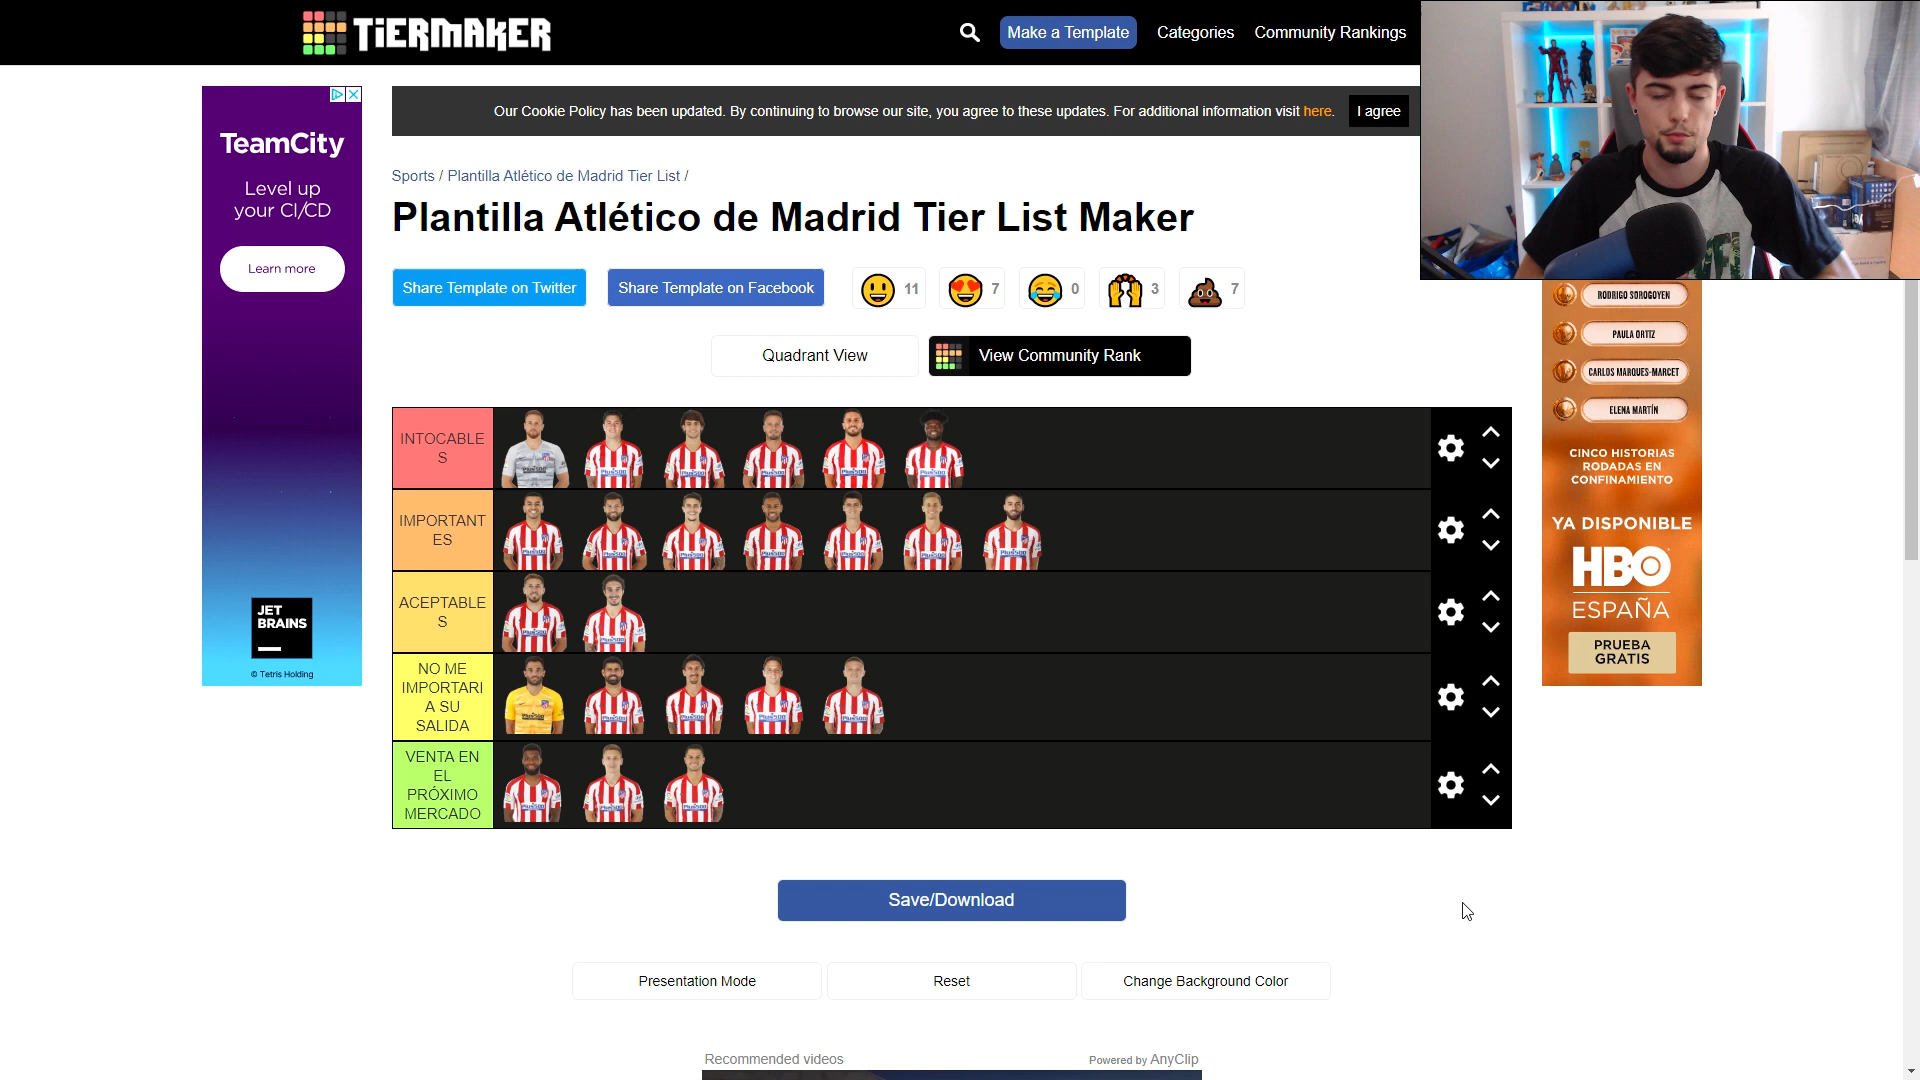 TiERMAKER
Make a Template
Categories
Community Rankings
Our Cookie Policy has been updated. By continuing to browse our site, you agree to these updates. For additional information visit here.
I agree
TeamCity
Level up
your CI/CD
Learn more
JET
BRAINS
© Tetris Holding
Sports / Plantilla Atlético de Madrid Tier List /
Plantilla Atlético de Madrid Tier List Maker
Share Template on Twitter
Share Template on Facebook
11
7
0
3
7
Quadrant View
View Community Rank
INTOCABLE
S
IMPORTANT
ES
ACEPTABLE
S
NO ME
IMPORTARI
A SU
SALIDA
VENTA EN
EL
PRÓXIMO
MERCADO
Save/Download
Presentation Mode
Reset
Change Background Color
Recommended videos
Powered by AnyClip
RODRIGO SOROGOYEN
PAULA ORTIZ
CARLOS MARQUES-MARCET
ELENA MARTÍN
CINCO HISTORIAS
RODADAS EN
CONFINAMIENTO
YA DISPONIBLE
HBO
ESPAÑA
PRUEBA
GRATIS